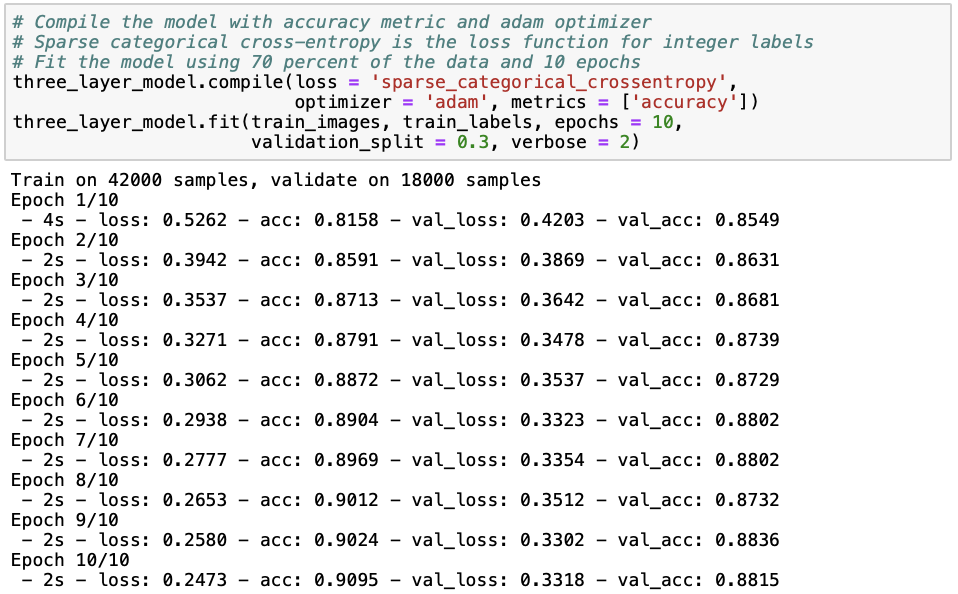 # Compile the model with accuracy metric and adam optimizer
# Sparse categorical cross-entropy is the loss function for integer labels
# Fit the model using 70 percent of the data and 10 epochs
three_layer_model.compile(loss = 'sparse_categorical_crossentropy',
                          optimizer = 'adam', metrics = ['accuracy'])
three_layer_model.fit(train_images, train_labels, epochs = 10,
                      validation_split = 0.3, verbose = 2)
Train on 42000 samples, validate on 18000 samples
Epoch 1/10
 - 4s - loss: 0.5262 - acc: 0.8158 - val_loss: 0.4203 - val_acc: 0.8549
Epoch 2/10
 - 2s - loss: 0.3942 - acc: 0.8591 - val_loss: 0.3869 - val_acc: 0.8631
Epoch 3/10
 - 2s - loss: 0.3537 - acc: 0.8713 - val_loss: 0.3642 - val_acc: 0.8681
Epoch 4/10
 - 2s - loss: 0.3271 - acc: 0.8791 - val_loss: 0.3478 - val_acc: 0.8739
Epoch 5/10
 - 2s - loss: 0.3062 - acc: 0.8872 - val_loss: 0.3537 - val_acc: 0.8729
Epoch 6/10
 - 2s - loss: 0.2938 - acc: 0.8904 - val_loss: 0.3323 - val_acc: 0.8802
Epoch 7/10
 - 2s - loss: 0.2777 - acc: 0.8969 - val_loss: 0.3354 - val_acc: 0.8802
Epoch 8/10
 - 2s - loss: 0.2653 - acc: 0.9012 - val_loss: 0.3512 - val_acc: 0.8732
Epoch 9/10
 - 2s - loss: 0.2580 - acc: 0.9024 - val_loss: 0.3302 - val_acc: 0.8836
Epoch 10/10
 - 2s - loss: 0.2473 - acc: 0.9095 - val_loss: 0.3318 - val_acc: 0.8815